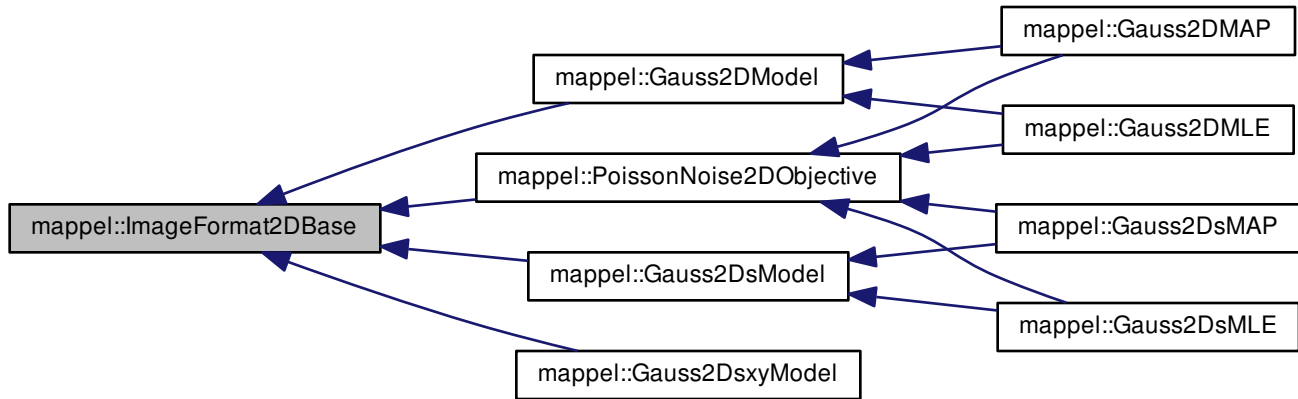 mappel::ImageFormat2DBase
mappel::Gauss2DModel
mappel::PoissonNoise2DObjective
mappel::Gauss2DsModel
mappel::Gauss2DsxyModel
mappel::Gauss2DMAP
mappel::Gauss2DMLE
mappel::Gauss2DsMAP
mappel::Gauss2DsMLE